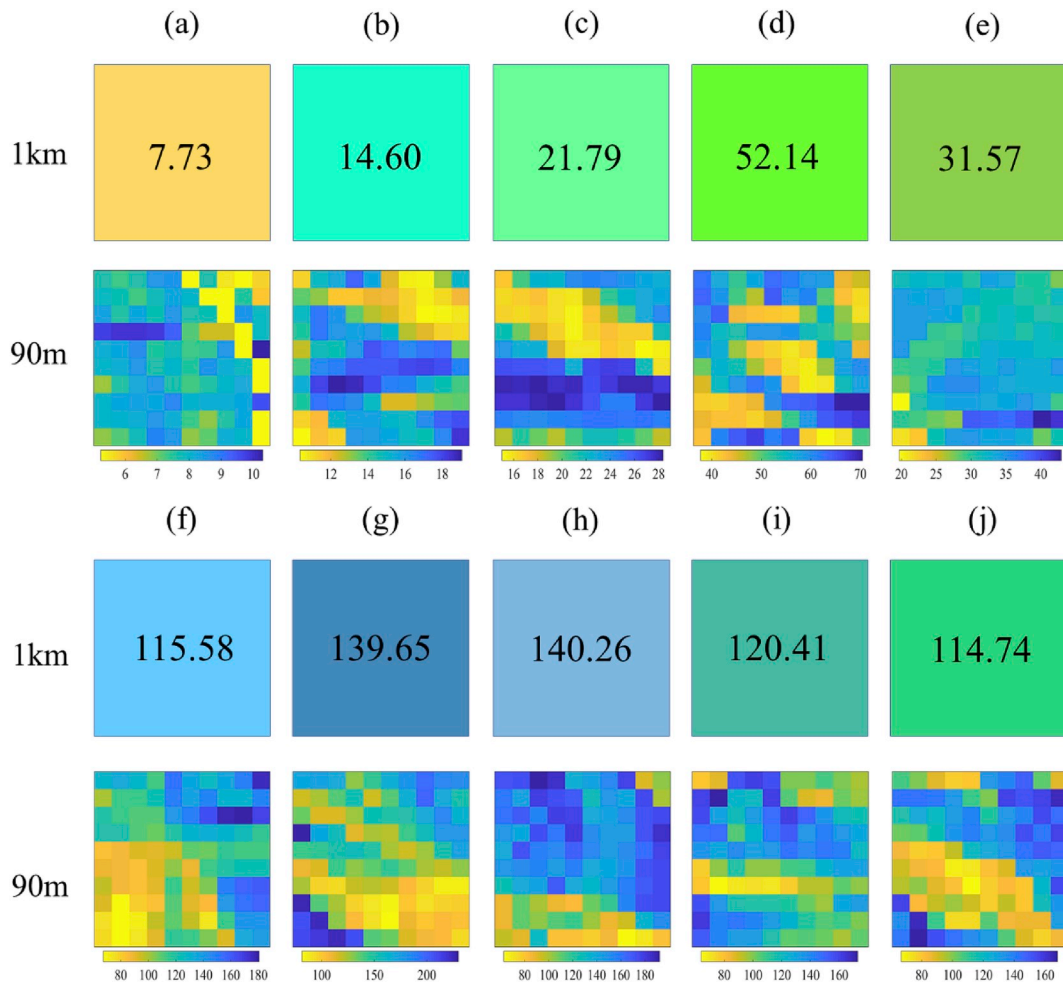 (a) (b) (c) (d) (e)
1km 7.73 14.60 21.79 52.14 31.57
90m
6 7 8 9 10 12 14 16 18 16 18 20 22 24 26 28 40 50 60 70 20 25 30 35 40
(f) (g) (h) (i) (j)
1km 115.58 139.65 140.26 120.41 114.74
90m
80 100 120 140 160 180 100 150 200 80 100 120 140 160 180 80 100 120 140 160 80 100 120 140 160